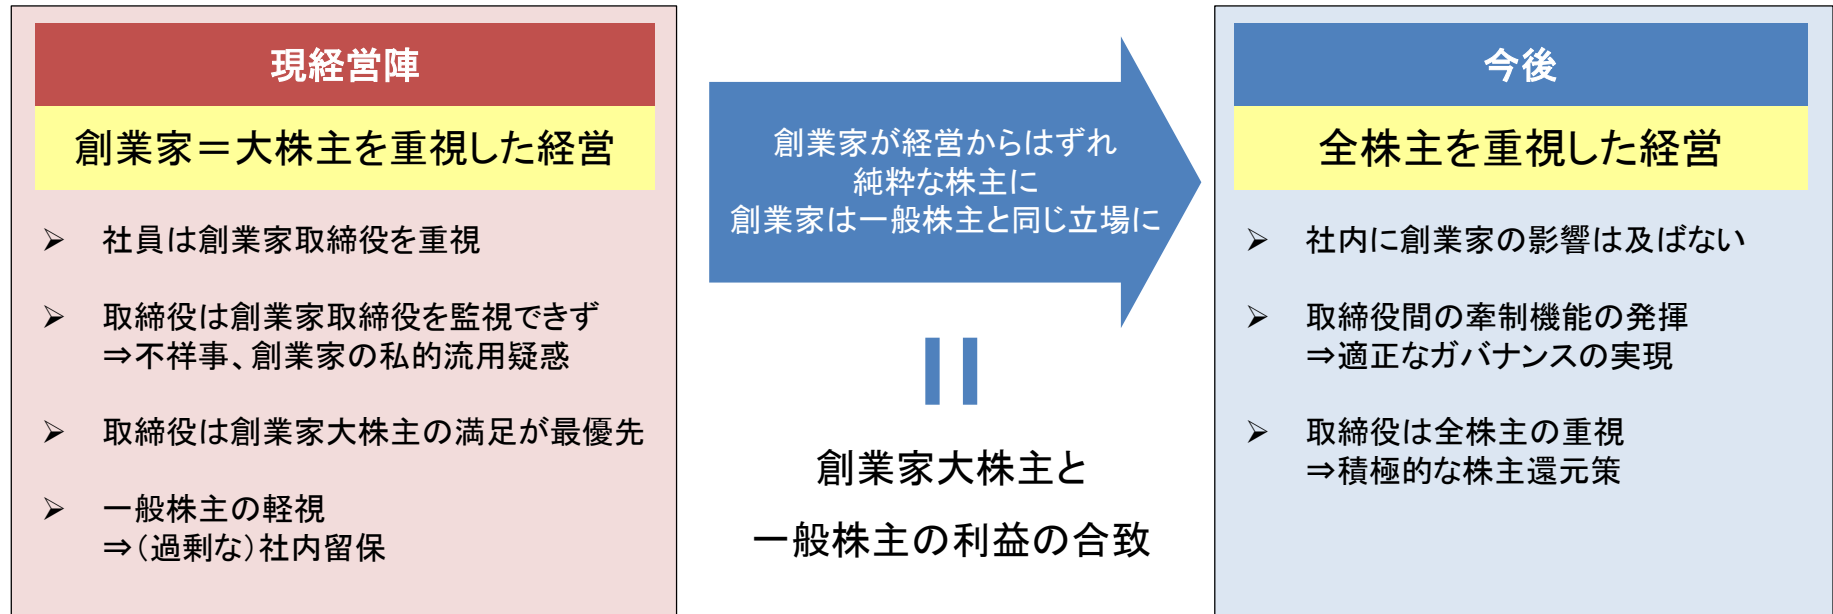 現経営陣
創業家＝大株主を重視した経営
➢ 社員は創業家取締役を重視
➢ 取締役は創業家取締役を監視できず
⇒不祥事、創業家の私的流用疑惑
➢ 取締役は創業家大株主の満足が最優先
➢ 一般株主の軽視
⇒（過剰な）社内留保
創業家が経営からはずれ
純粋な株主に
創業家は一般株主と同じ立場に
創業家大株主と
一般株主の利益の合致
今後
全株主を重視した経営
➢ 社内に創業家の影響は及ばない
➢ 取締役間の牽制機能の発揮
⇒適正なガバナンスの実現
➢ 取締役は全株主の重視
⇒積極的な株主還元策